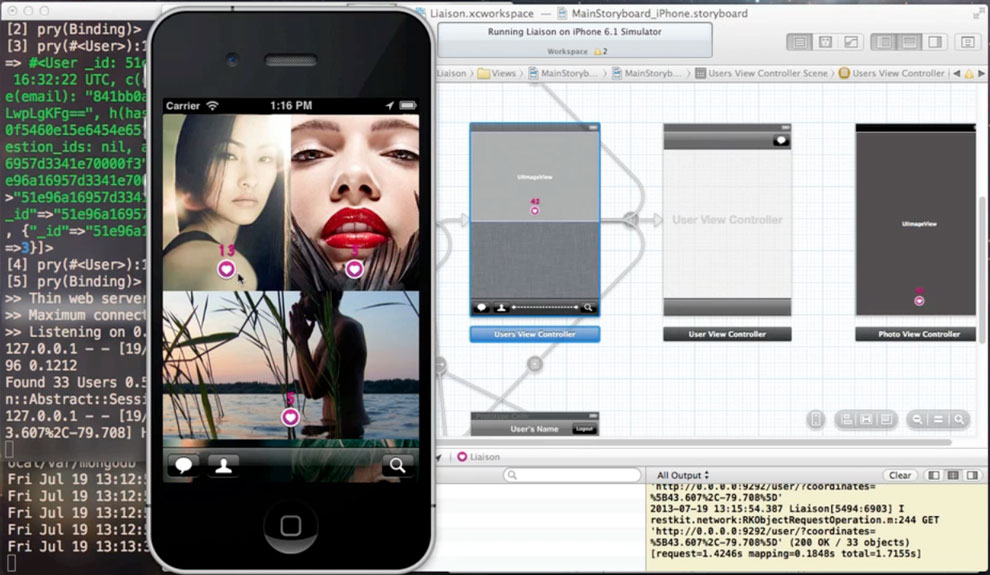 [2] pry(Binding)>
[3] pry(#<User>):1
=> #<User _id: 51e
16:32:22 UTC, c(
e(email): "841bb0a
LwpLgKFg==", h(has
0f5460e15e6454e65
estion_ids: nil, a
6957d3341e70000f3"
e96a16957d3341e70
>"51e96a16957d334
_id"=>"51e96a1695
, {"_id"=>"51e96a1
=>3}]>
[4] pry(#<User>):1
[5] pry(Binding)>
>> Thin web serve
>> Maximum connect
>> Listening on 0.
127.0.0.1 - - [19/
96 0.1212
Found 33 Users 0.5
n::Abstract::Sessi
127.0.0.1 - - [19/
3.607%2C-79.708] H
ocal/var/mongodb
Fri Jul 19 13:12:
Fri Jul 19 13:12:
Fri Jul 19 13:12:
Fri Jul 19 13:12:
Fri Jul 19 13:13:
Carrier 1:16 PM
13
5
Liaison.xcworkspace — MainStoryboard_iPhone.storyboard
Running Liaison on iPhone 6.1 Simulator
Workspace 2
Liaison Views MainStoryb... MainStoryb... Users View Controller Scene Users View Controller
UIImageView
42
User View Controller
UIImageView
Users View Controller
User View Controller
Photo View Controller
User's Name Logout
Liaison
All Output Clear
'http://0.0.0.0:9292/user/?coordinates=
%5B43.607%2C-79.708%5D'
2013-07-19 13:15:54.387 Liaison[5494:6903] I
restkit.network:RKObjectRequestOperation.m:244 GET
'http://0.0.0.0:9292/user/?coordinates=
%5B43.607%2C-79.708%5D' (200 OK / 33 objects)
[request=1.4246s mapping=0.1848s total=1.7155s]